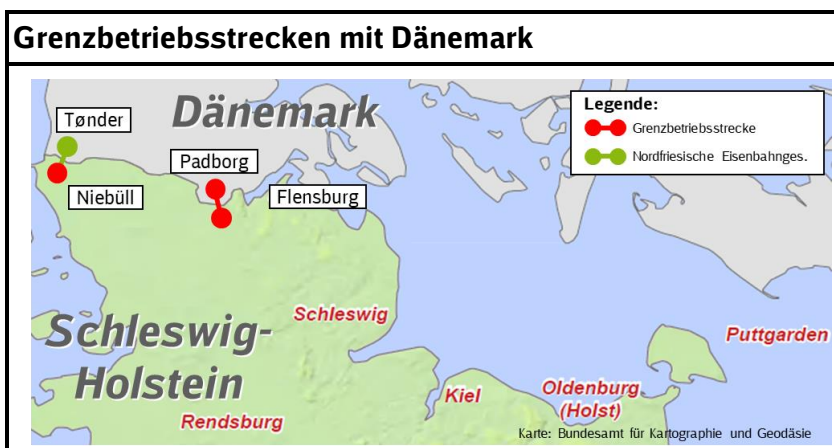 Grenzbetriebsstrecken mit Dänemark
Dänemark
Legende:
Grenzbetriebsstrecke
Nordfriesische Eisenbahnges.
Tønder
Padborg
Niebüll
Flensburg
Schleswig
Schleswig-
Holstein
Puttgarden
Kiel
Oldenburg
(Holst)
Rendsburg
Karte: Bundesamt für Kartographie und Geodäsie